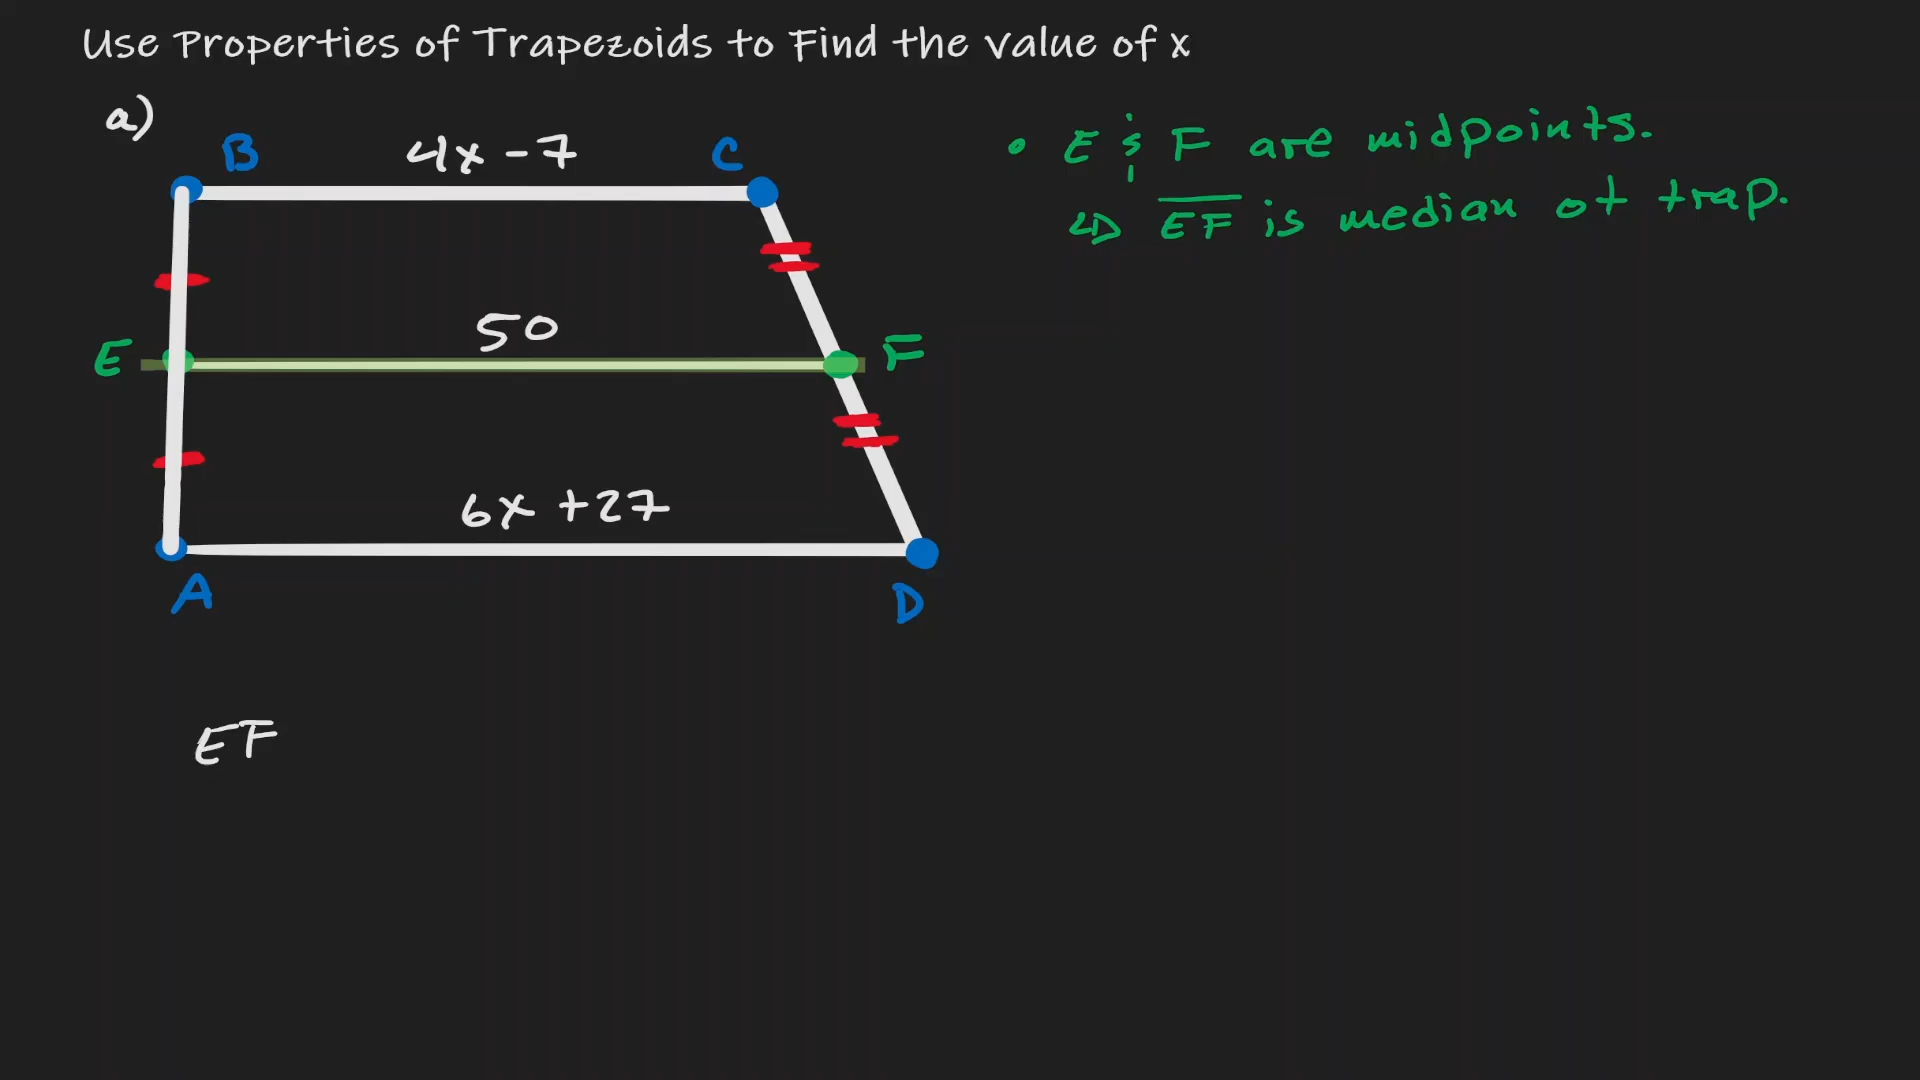 Use Properties of Trapezoids to Find the Value of x
a)
B 4x - 7 C
• E & F are midpoints.
↳ EF is median of trap.
50
E F
6x + 27
A D
EF